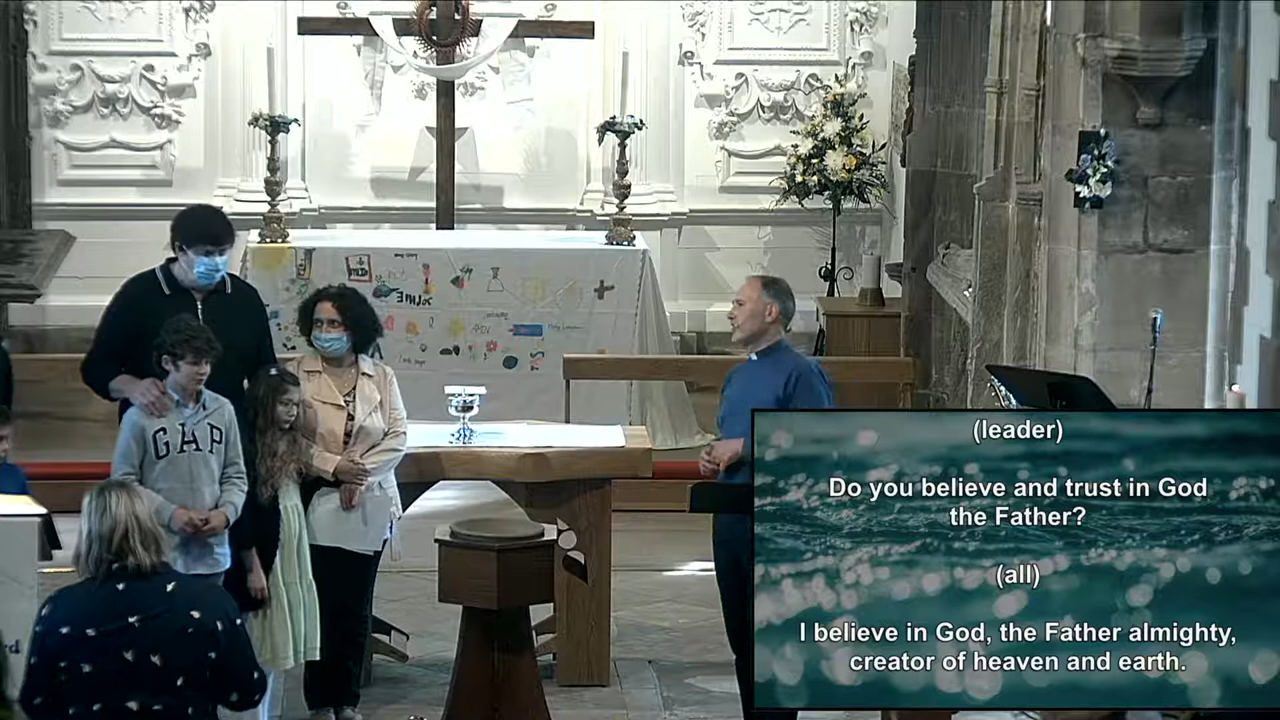 GAP
(leader)
Do you believe and trust in God
the Father?
(all)
I believe in God, the Father almighty,
creator of heaven and earth.